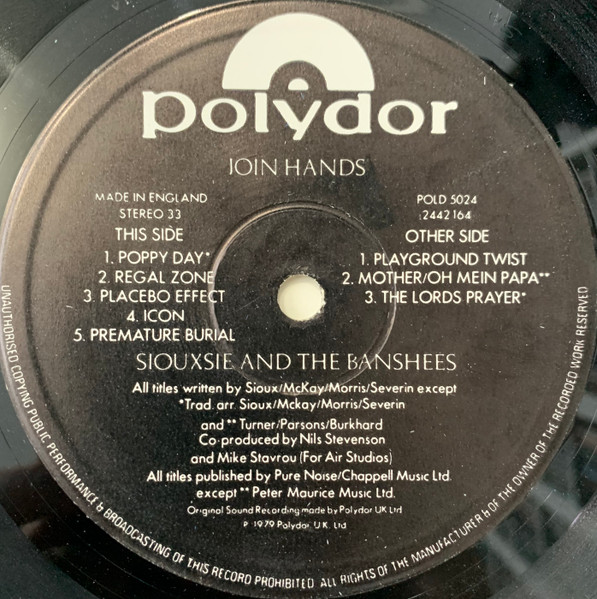 polydor
JOIN HANDS
MADE IN ENGLAND
STEREO 33
THIS SIDE
1. POPPY DAY*
2. REGAL ZONE
3. PLACEBO EFFECT
4. ICON
5. PREMATURE BURIAL
POLD 5024
2442 164
OTHER SIDE
1. PLAYGROUND TWIST
2. MOTHER/OH MEIN PAPA**
3. THE LORDS PRAYER*
SIOUXSIE AND THE BANSHEES
All titles written by Sioux/McKay/Morris/Severin except
*Trad. arr. Sioux/Mckay/Morris/Severin
and ** Turner/Parsons/Burkhard
Co-produced by Nils Stevenson
and Mike Stavrou (For Air Studios)
All titles published by Pure Noise/Chappell Music Ltd.
except ** Peter Maurice Music Ltd.
Original Sound Recording made by Polydor UK Ltd
P 1979 Polydor U.K. Ltd
UNAUTHORISED COPYING PUBLIC PERFORMANCE & BROADCASTING OF THIS RECORD PROHIBITED. ALL RIGHTS OF THE MANUFACTURER & OF THE OWNER OF THE RECORDED WORK RESERVED